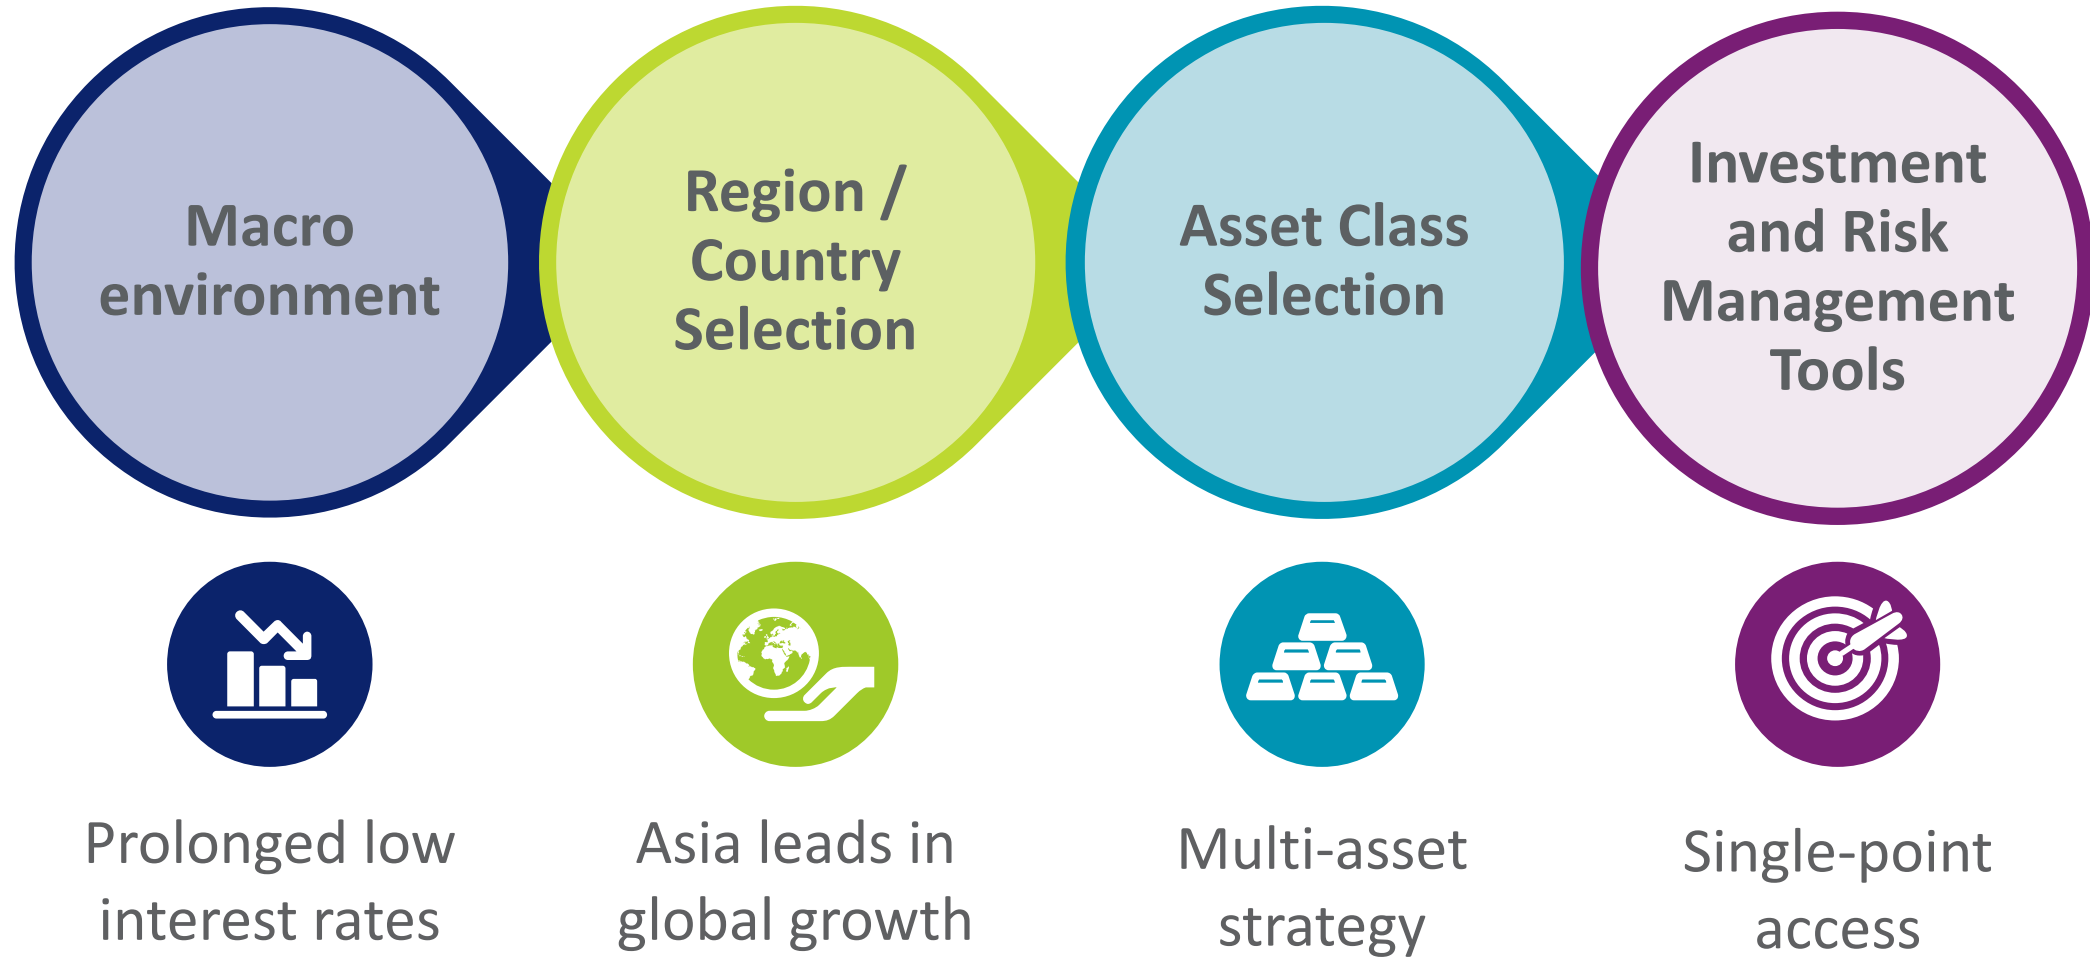 Macro
environment
Region /
Country
Selection
Asset Class
Selection
Investment
and Risk
Management
Tools
Prolonged low
interest rates
Asia leads in
global growth
Multi-asset
strategy
Single-point
access